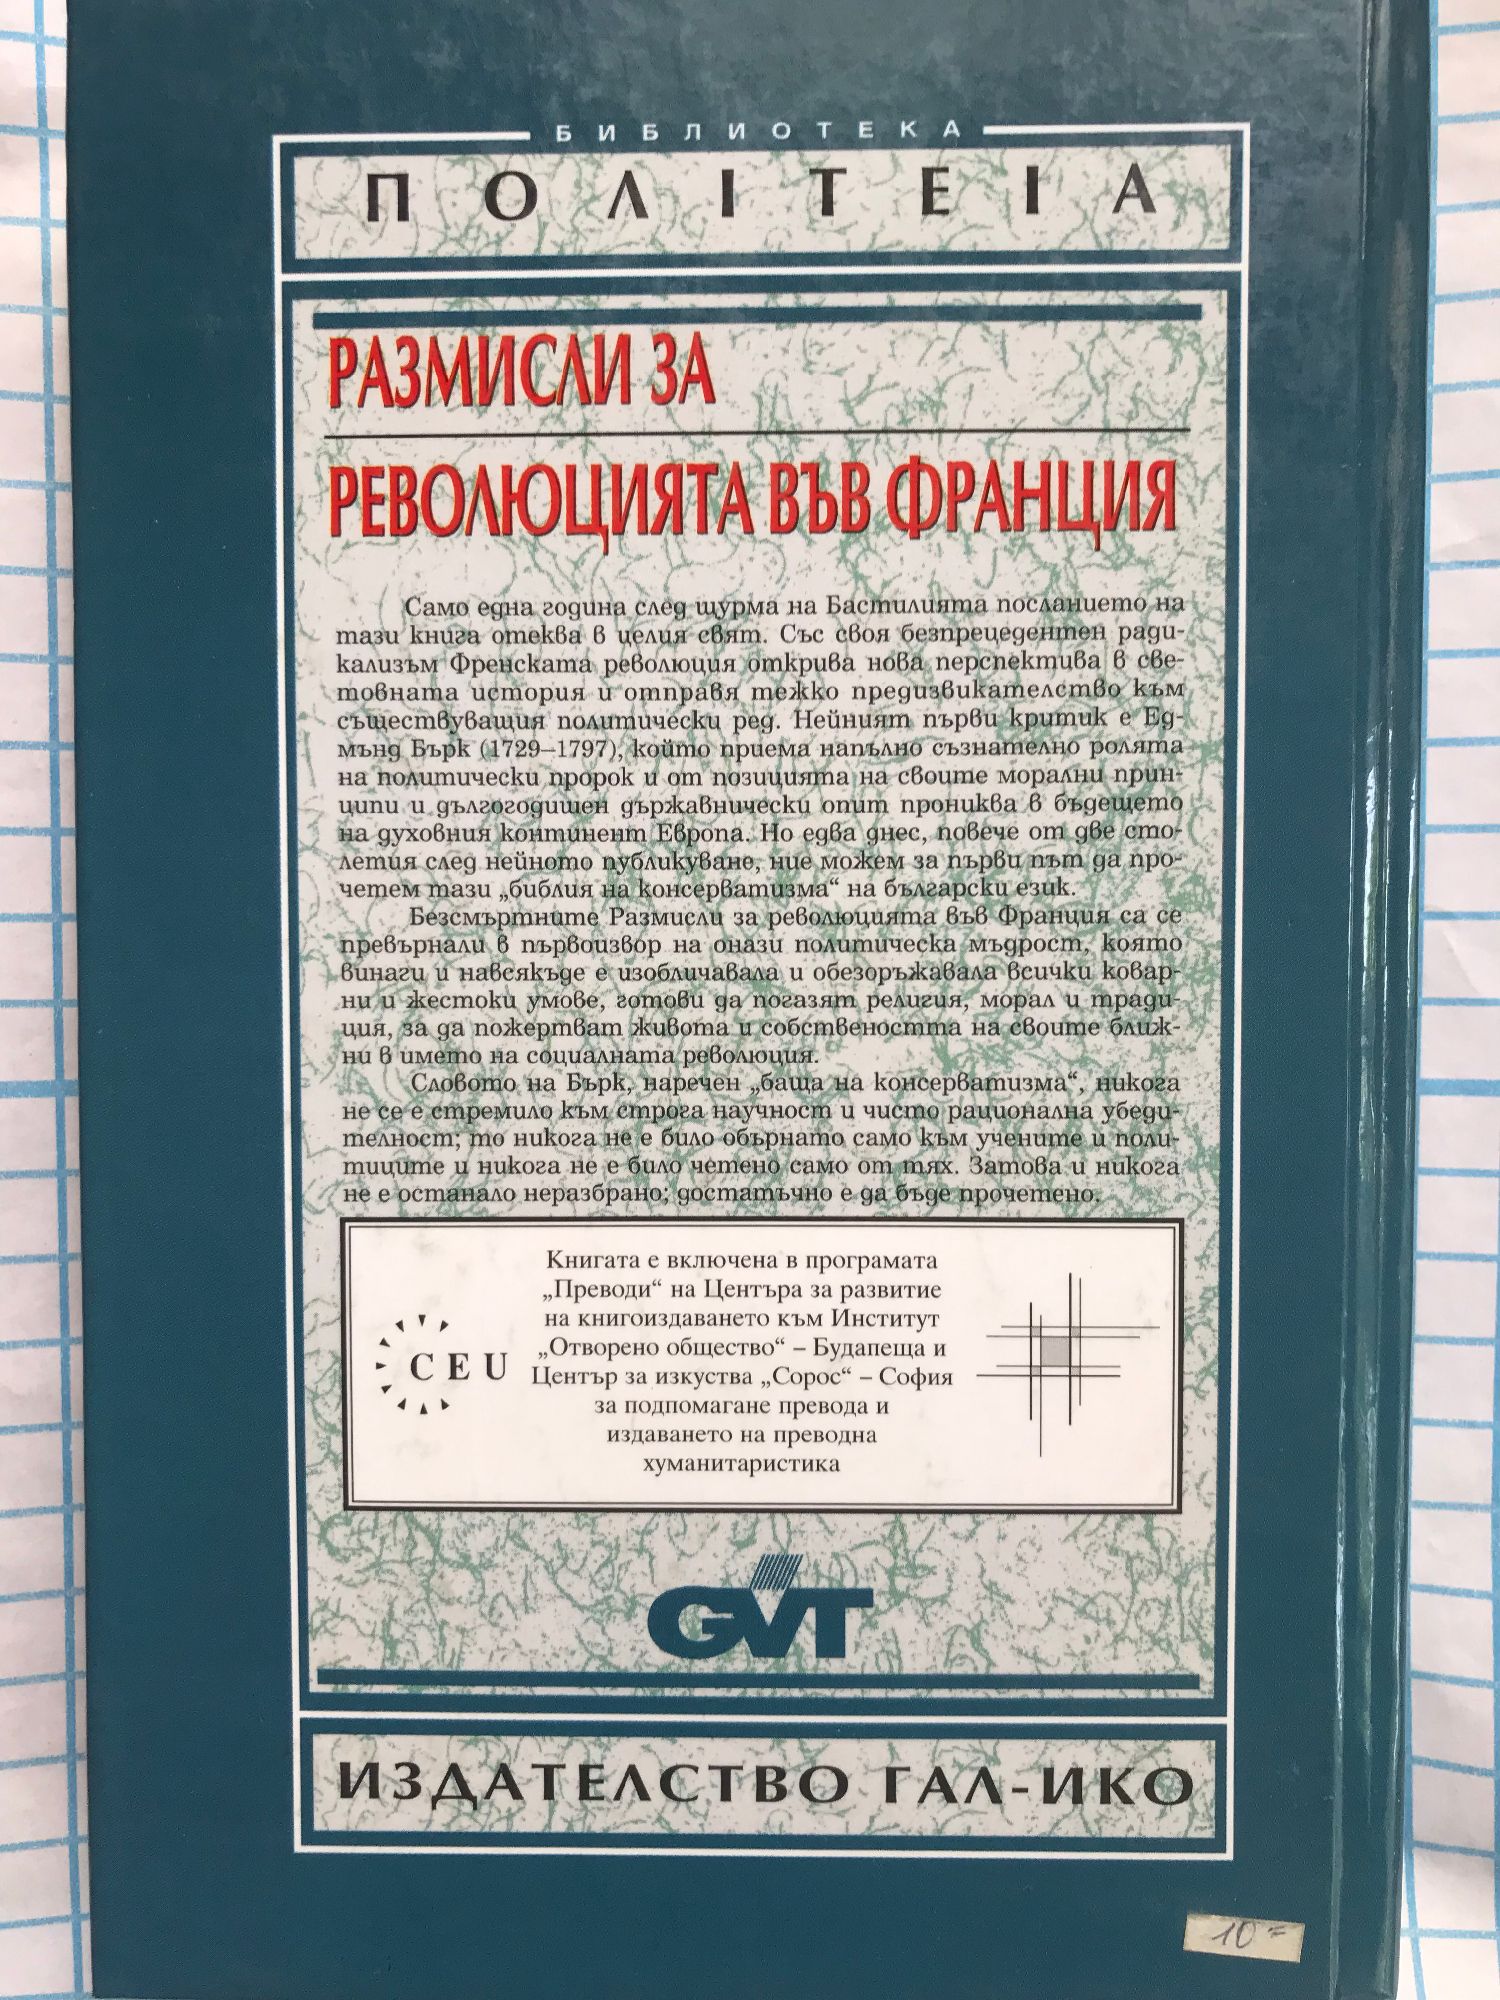 БИБЛИОТЕКА
ΠΟΛΙΤΕΙΑ
РАЗМИСЛИ ЗА
РЕВОЛЮЦИЯТА ВЪВ ФРАНЦИЯ
Само една година след щурма на Бастилията посланието на
тази книга отеква в целия свят. Със своя безпрецедентен ради-
кализъм Френската революция открива нова перспектива в све-
товната история и отправя тежко предизвикателство към
съществуващия политически ред. Нейният първи критик е Ед-
мънд Бърк (1729–1797), който приема напълно съзнателно ролята
на политически пророк и от позицията на своите морални прин-
ципи и дългогодишен държавнически опит прониква в бъдещето
на духовния континент Европа. Но едва днес, повече от две сто-
летия след нейното публикуване, ние можем за първи път да про-
четем тази „библия на консерватизма“ на български език.
Безсмъртните Размисли за революцията във Франция са се
превърнали в първоизвор на онази политическа мъдрост, която
винаги и навсякъде е изобличавала и обезоръжавала всички ковар-
ни и жестоки умове, готови да погазят религия, морал и тради-
ция, за да пожертват живота и собствеността на своите ближ-
ни в името на социалната революция.
Словото на Бърк, наречен „баща на консерватизма“, никога
не се е стремило към строга научност и чисто рационална убеди-
телност; то никога не е било обърнато само към учените и поли-
тиците и никога не е било четено само от тях. Затова и никога
не е останало неразбрано; достатъчно е да бъде прочетено.
CEU
Книгата е включена в програмата
„Преводи“ на Центъра за развитие
на книгоиздаването към Институт
„Отворено общество“ – Будапеща и
Център за изкуства „Сорос“ – София
за подпомагане превода и
издаването на преводна
хуманитаристика
GVT
ИЗДАТЕЛСТВО ГАЛ-ИКО
10=